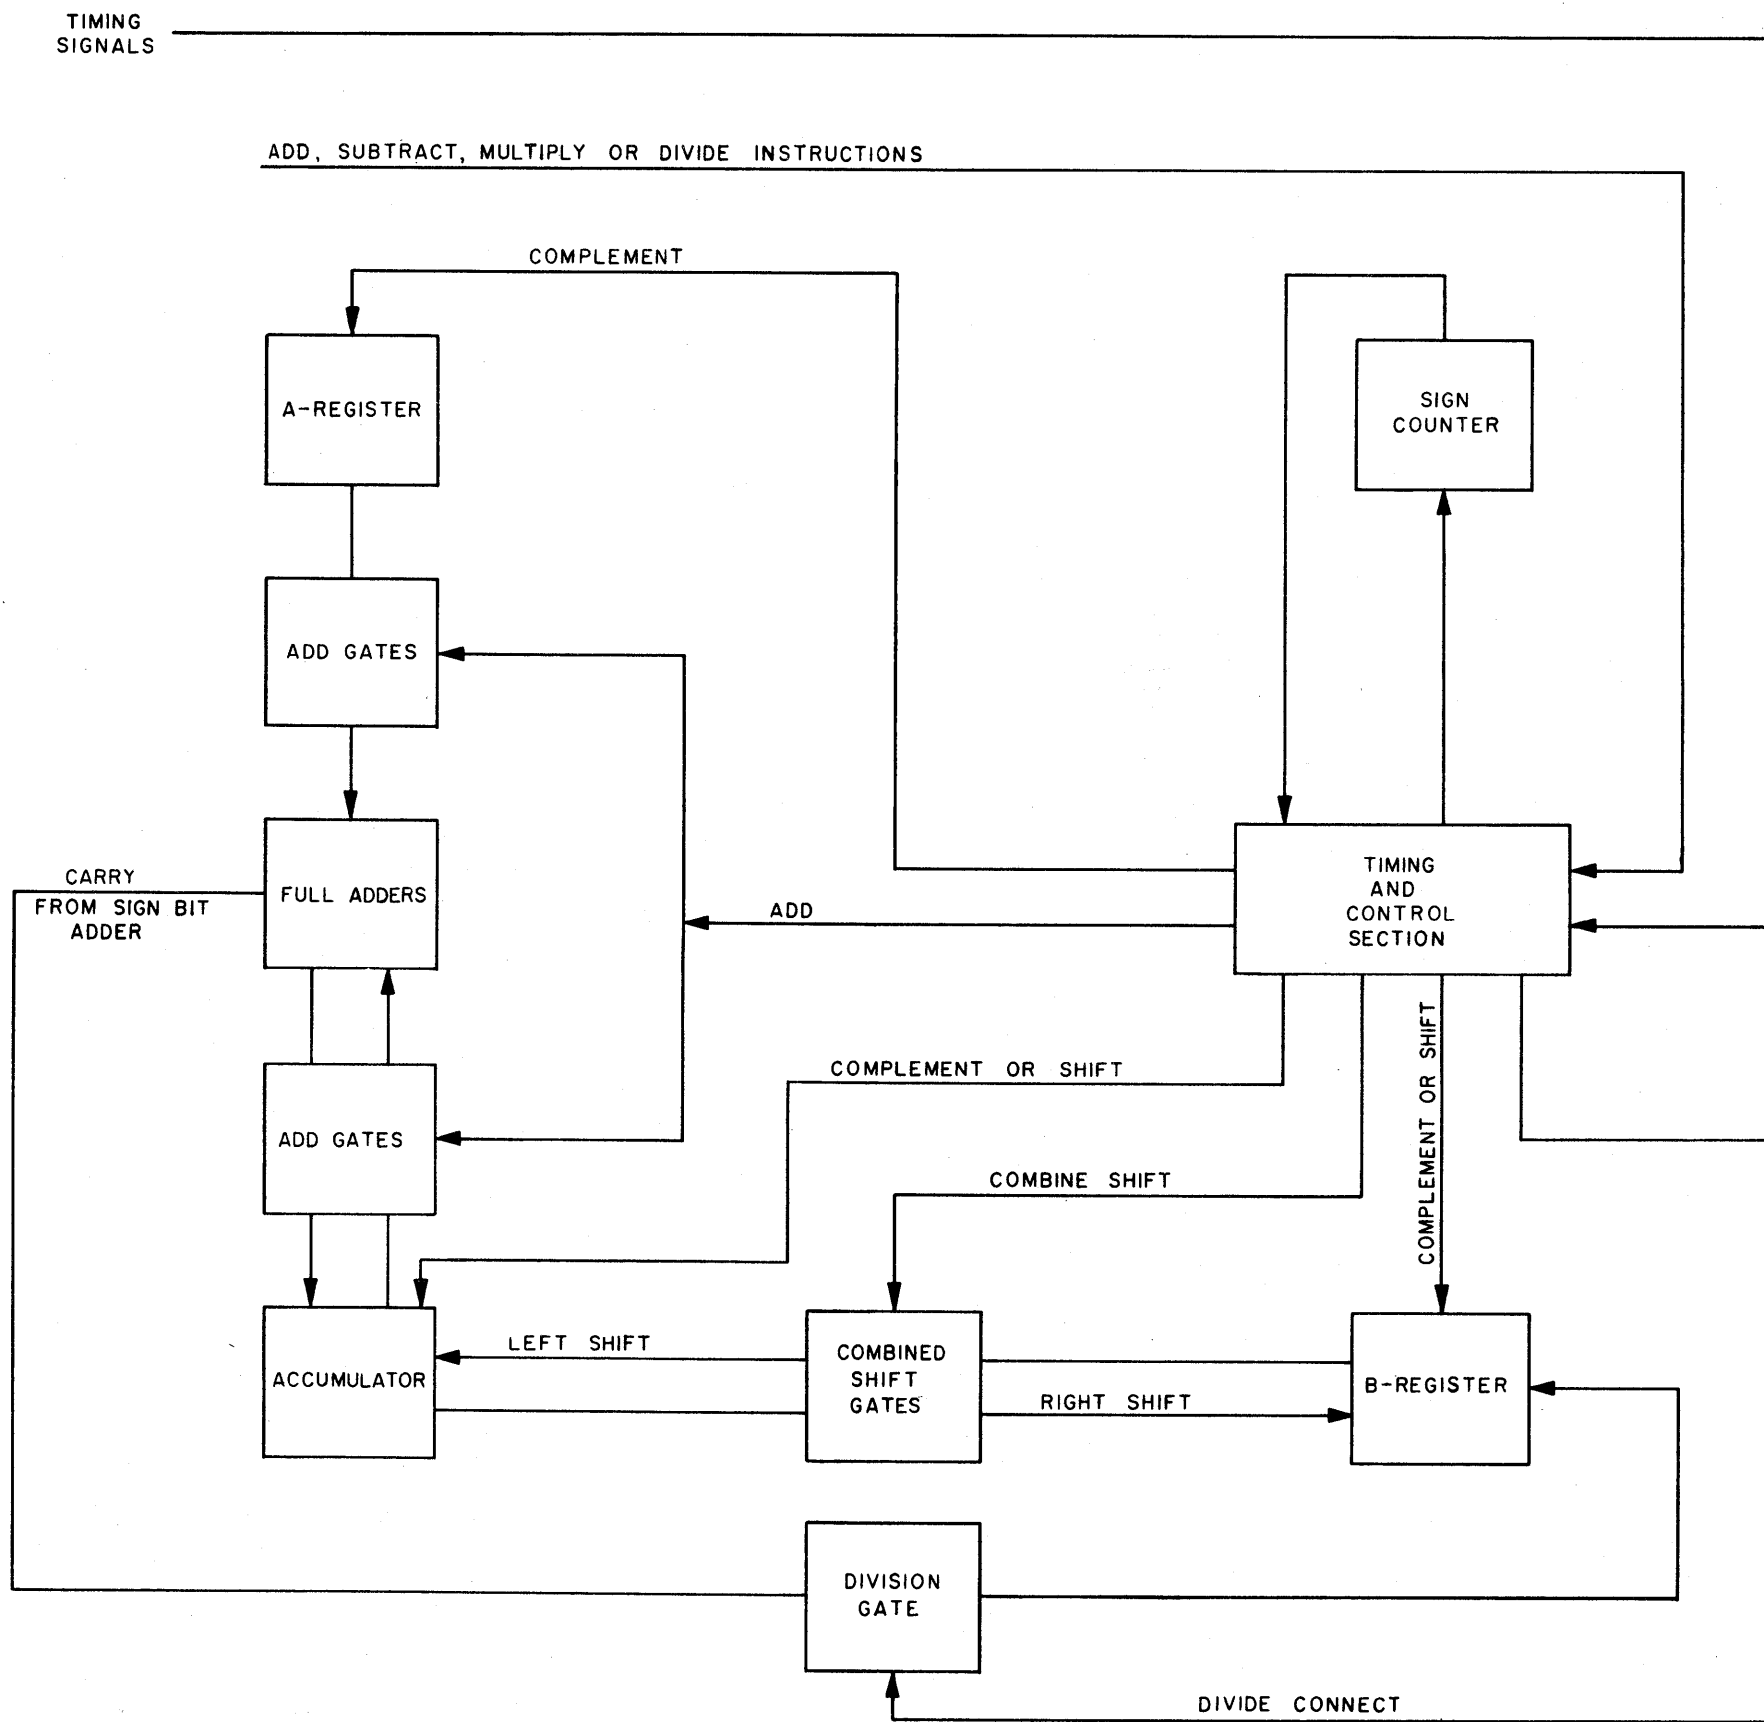 TIMING
SIGNALS
ADD, SUBTRACT, MULTIPLY OR DIVIDE INSTRUCTIONS
COMPLEMENT
A-REGISTER
SIGN
COUNTER
ADD GATES
CARRY
FROM SIGN BIT
ADDER
FULL ADDERS
ADD
TIMING
AND
CONTROL
SECTION
COMPLEMENT OR SHIFT
COMPLEMENT OR SHIFT
ADD GATES
COMBINE SHIFT
LEFT SHIFT
ACCUMULATOR
COMBINED
SHIFT
GATES
RIGHT SHIFT
B-REGISTER
DIVISION
GATE
DIVIDE CONNECT